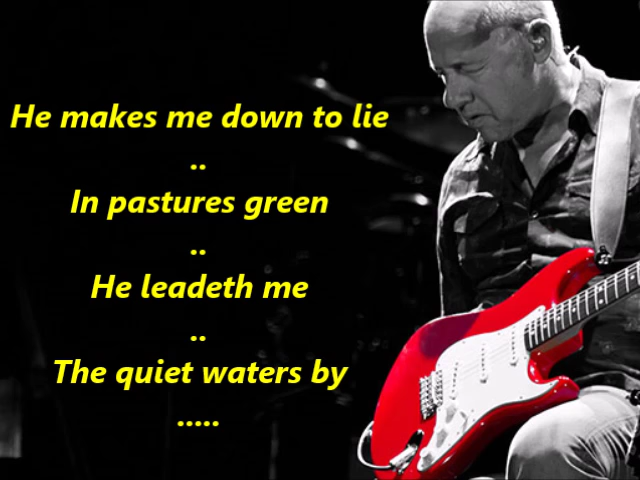 He makes me down to lie
..
In pastures green
..
He leadeth me
..
The quiet waters by
.....